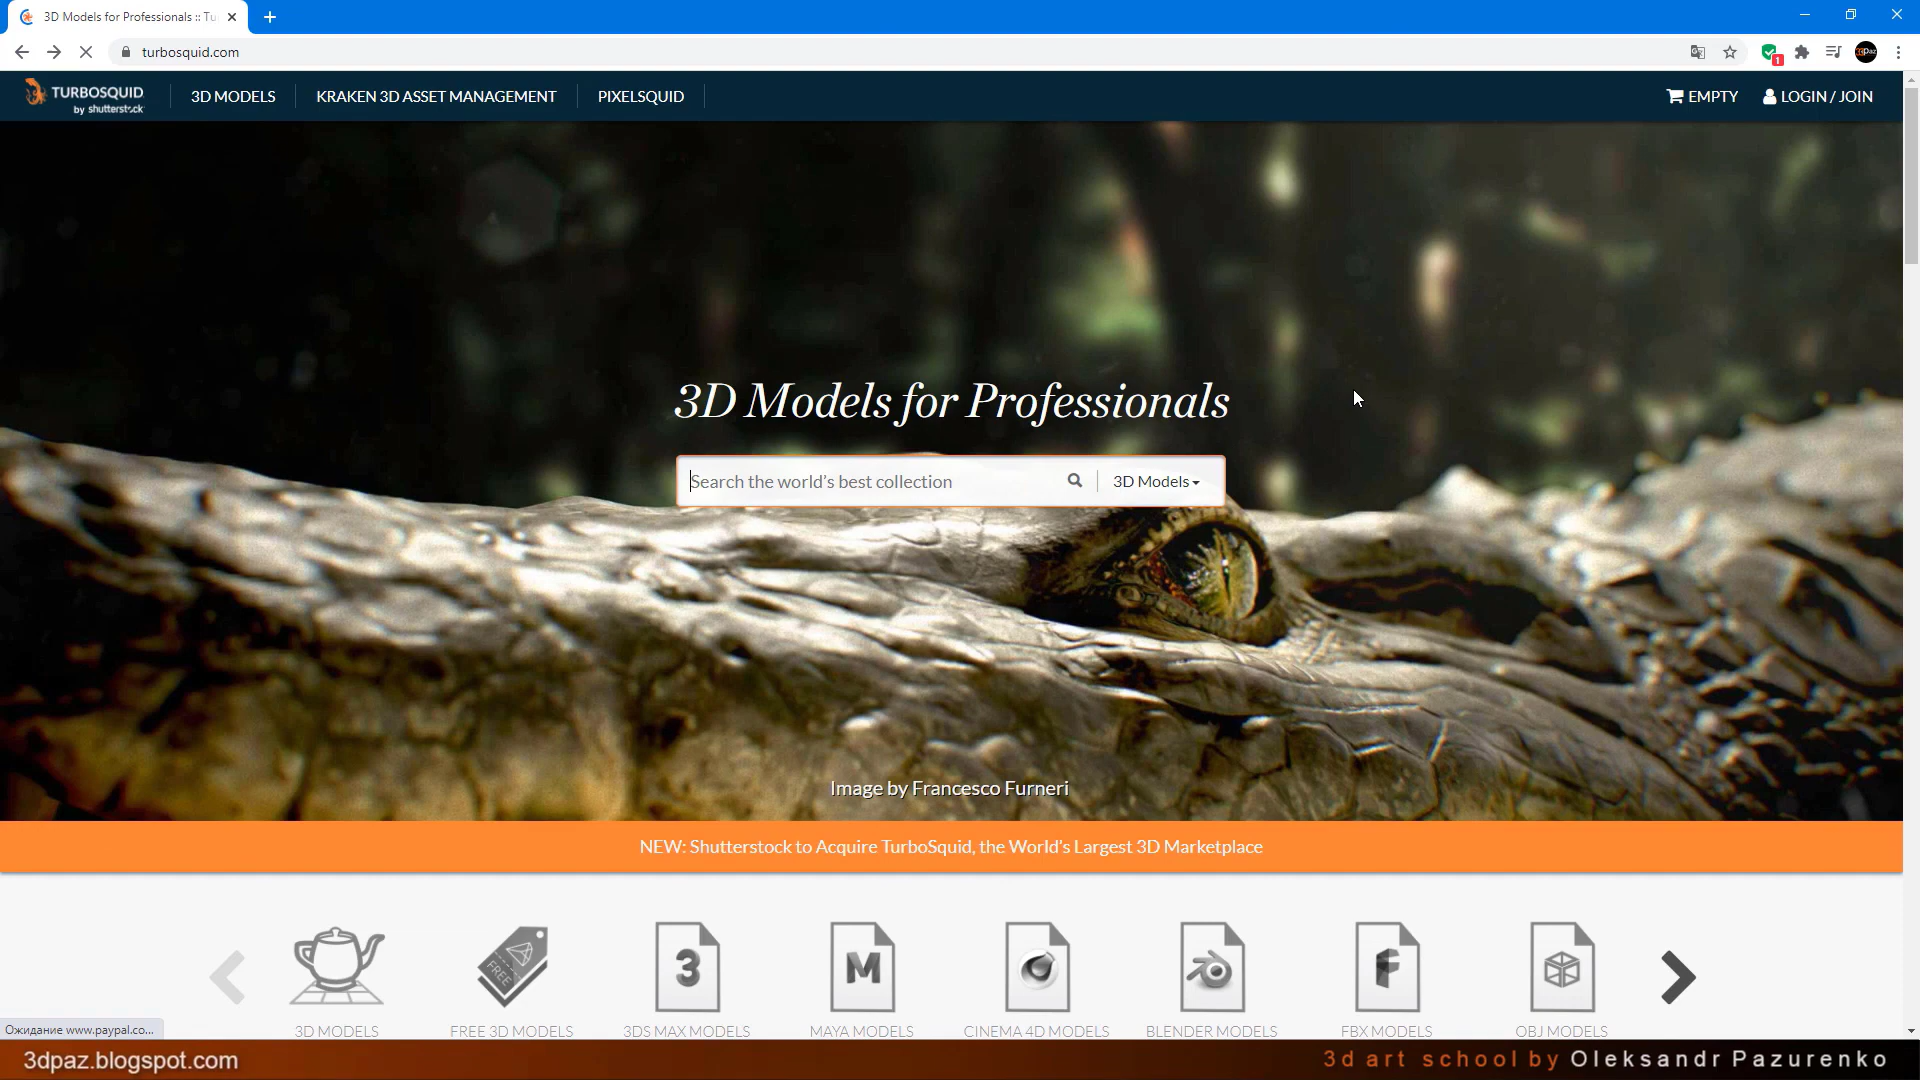 3D Models for Professionals :: Tu
turbosquid.com
1
TURBOSQUID
by shutterstock
3D MODELS
KRAKEN 3D ASSET MANAGEMENT
PIXELSQUID
EMPTY
LOGIN / JOIN
3D Models for Professionals
Search the world's best collection
3D Models
Image by Francesco Furneri
NEW: Shutterstock to Acquire TurboSquid, the World's Largest 3D Marketplace
FREE
3
M
F
3D MODELS
FREE 3D MODELS
3DS MAX MODELS
MAYA MODELS
CINEMA 4D MODELS
BLENDER MODELS
FBX MODELS
OBJ MODELS
Ожидание www.paypal.co...
3dpaz.blogspot.com
3d art school by Oleksandr Pazurenko